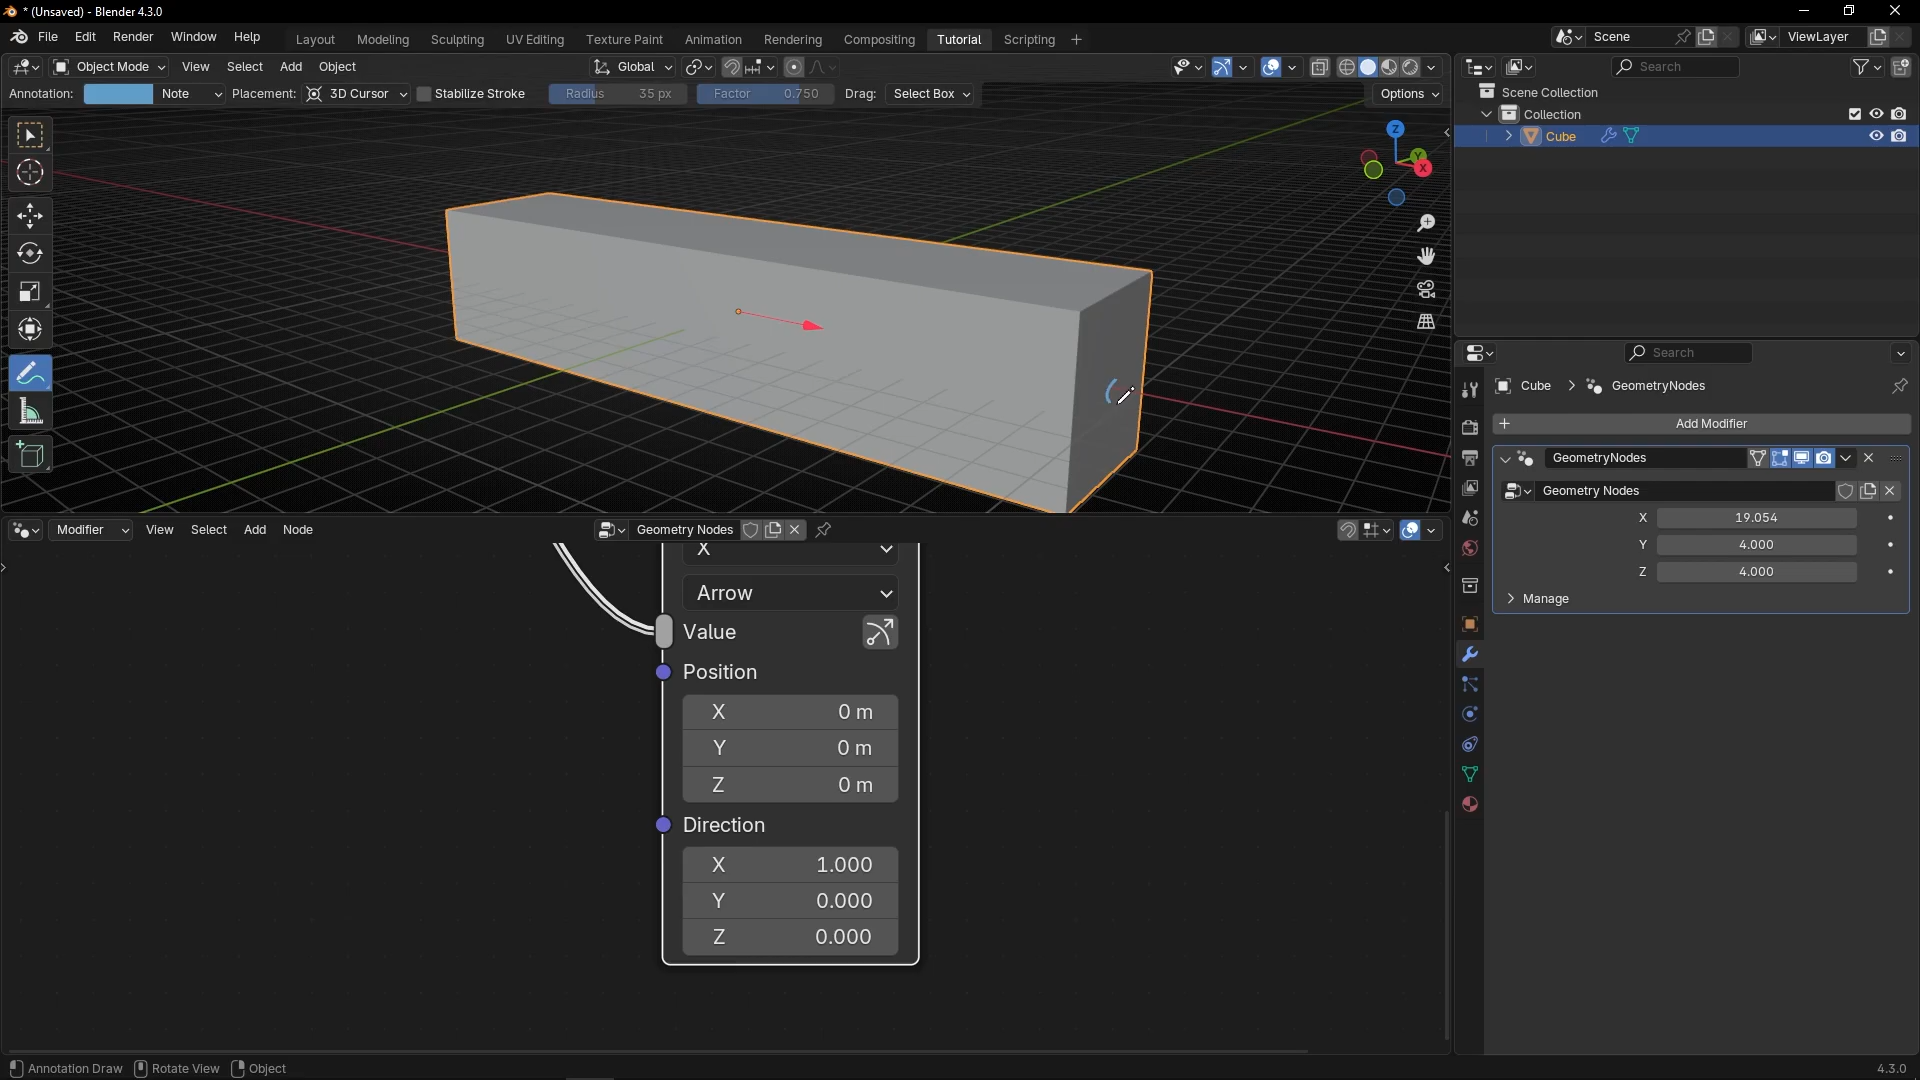 * (Unsaved) - Blender 4.3.0
File Edit Render Window Help Layout Modeling Sculpting UV Editing Texture Paint Animation Rendering Compositing Tutorial Scripting + Scene ViewLayer
Object Mode View Select Add Object Global Search
Annotation: Note Placement: 3D Cursor Stabilize Stroke Radius 35 px Factor 0.750 Drag: Select Box Options
Scene Collection
Collection
Cube
Z
Y
X
Search
Cube > GeometryNodes
+ Add Modifier
GeometryNodes
Geometry Nodes
X 19.054
Y 4.000
Z 4.000
Manage
Modifier View Select Add Node Geometry Nodes
X
Arrow
Value
Position
X 0 m
Y 0 m
Z 0 m
Direction
X 1.000
Y 0.000
Z 0.000
Annotation Draw Rotate View Object 4.3.0